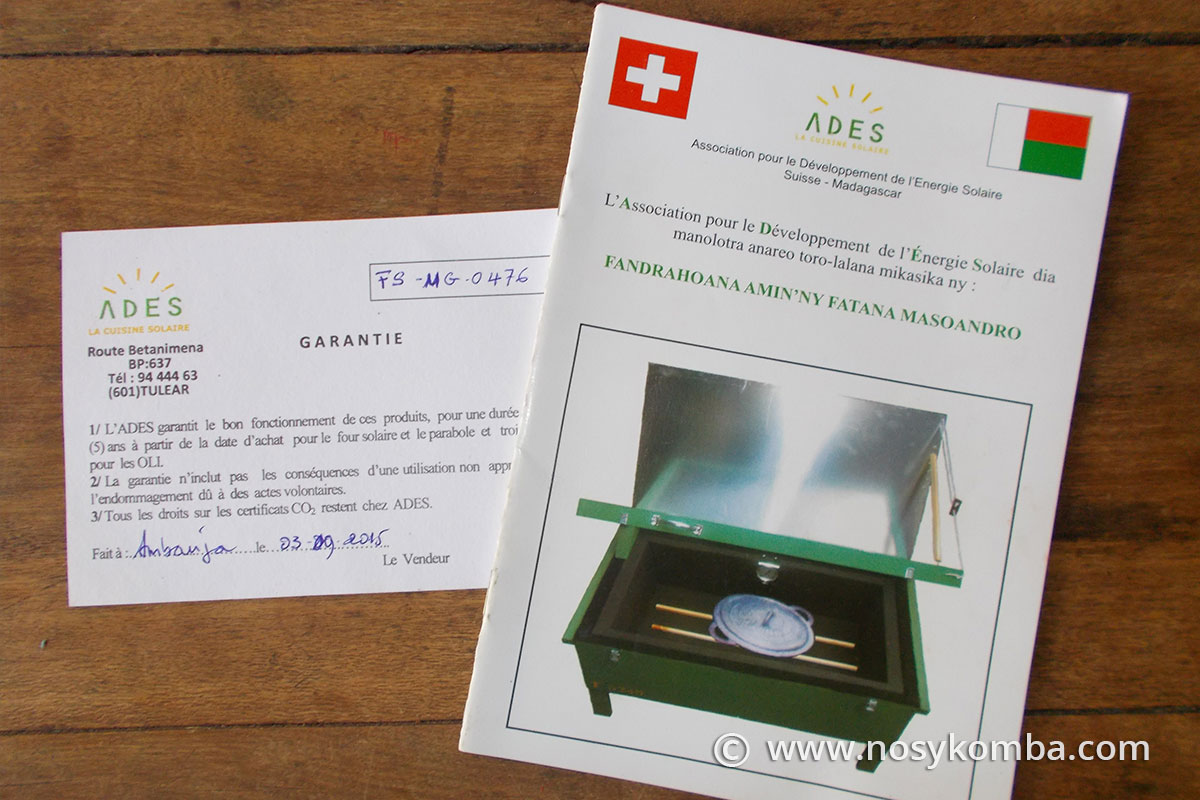 ADES
LA CUISINE SOLAIRE
Route Betanimena
BP:637
Tél : 94 444 63
(601)TULEAR
FS-MG-0476
GARANTIE
1/ L'ADES garantit le bon fonctionnement de ces produits, pour une durée
(5) ans à partir de la date d'achat pour le four solaire et le parabole et troi
pour les OLI.
2/ La garantie n'inclut pas les conséquences d'une utilisation non appr
l'endommagement dû à des actes volontaires.
3/ Tous les droits sur les certificats CO₂ restent chez ADES.
Fait à : Ambanja le 03 09 2015
Le Vendeur
ADES
LA CUISINE SOLAIRE
Association pour le Développement de l'Energie Solaire
Suisse - Madagascar
L'Association pour le Développement de l'Énergie Solaire dia
manolotra anareo toro-lalana mikasika ny :
FANDRAHOANA AMIN'NY FATANA MASOANDRO
© www.nosykomba.com